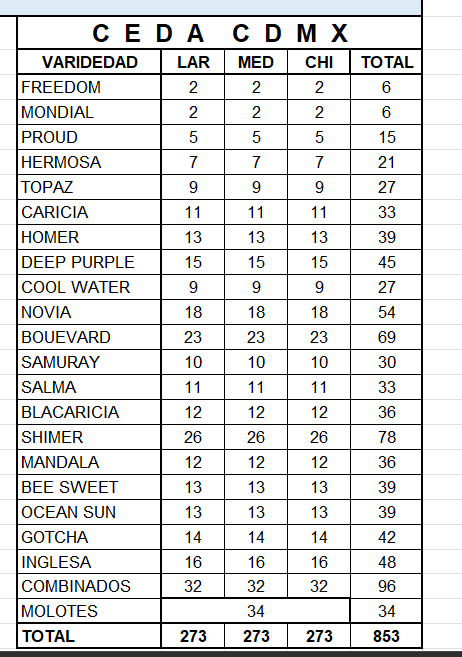 CEDA CDMX
VARIDEDAD LAR MED CHI TOTAL
FREEDOM 2 2 2 6
MONDIAL 2 2 2 6
PROUD 5 5 5 15
HERMOSA 7 7 7 21
TOPAZ 9 9 9 27
CARICIA 11 11 11 33
HOMER 13 13 13 39
DEEP PURPLE 15 15 15 45
COOL WATER 9 9 9 27
NOVIA 18 18 18 54
BOUEVARD 23 23 23 69
SAMURAY 10 10 10 30
SALMA 11 11 11 33
BLACARICIA 12 12 12 36
SHIMER 26 26 26 78
MANDALA 12 12 12 36
BEE SWEET 13 13 13 39
OCEAN SUN 13 13 13 39
GOTCHA 14 14 14 42
INGLESA 16 16 16 48
COMBINADOS 32 32 32 96
MOLOTES 34 34
TOTAL 273 273 273 853